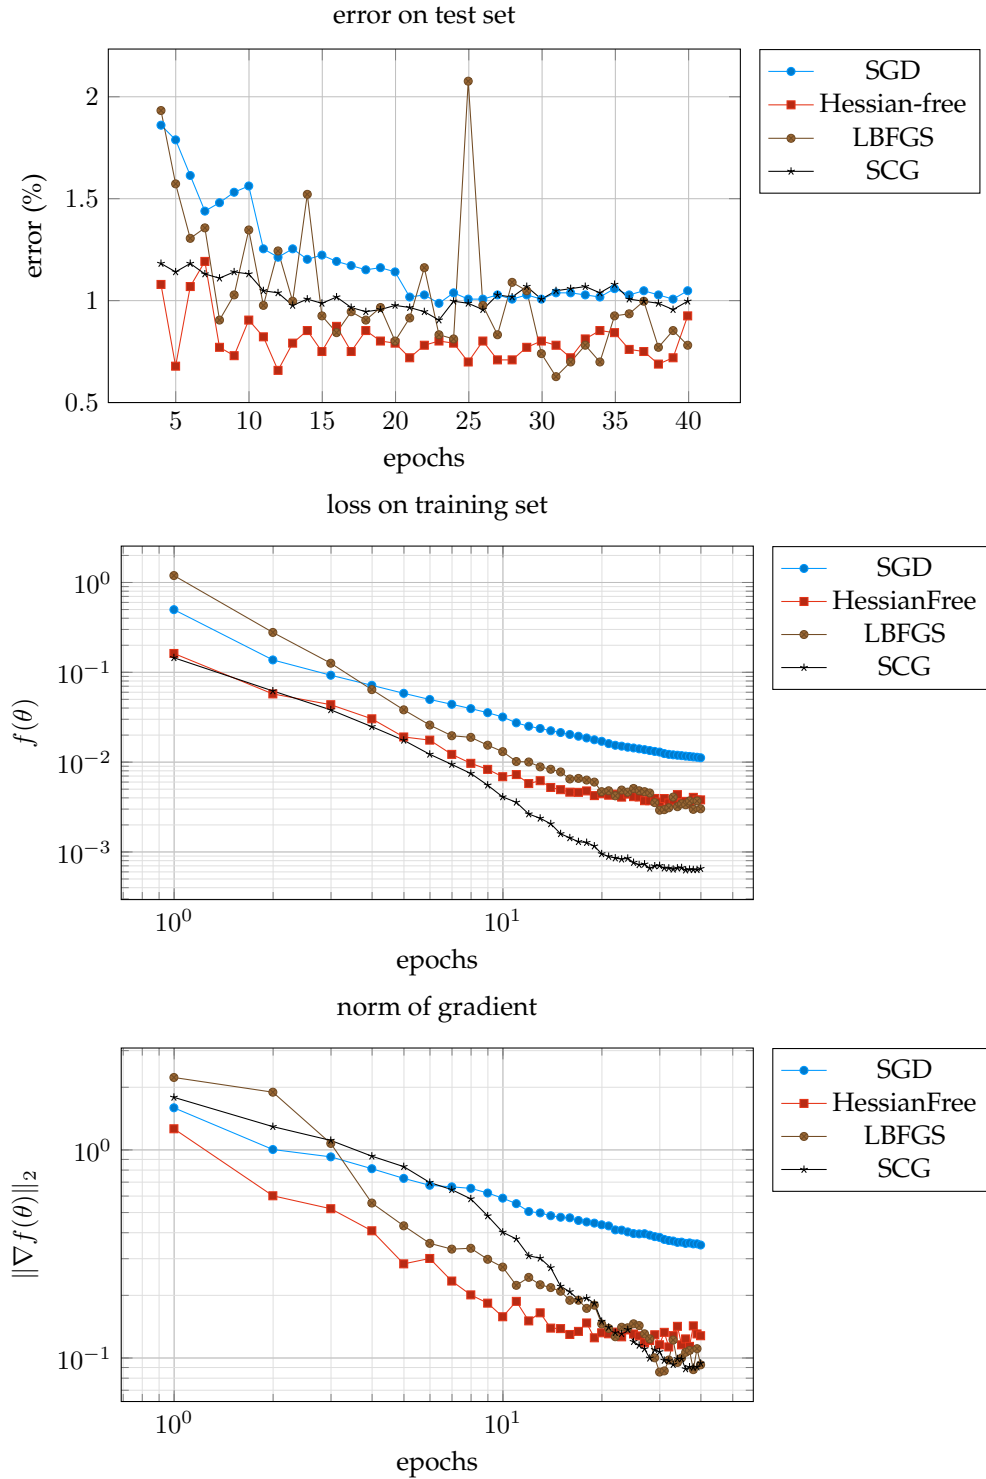 error on test set
error (%)
2
1.5
1
0.5
5 10 15 20 25 30 35 40
epochs
SGD
Hessian-free
LBFGS
SCG
loss on training set
f(θ)
10^0
10^-1
10^-2
10^-3
10^0 10^1
epochs
SGD
HessianFree
LBFGS
SCG
norm of gradient
‖∇f(θ)‖₂
10^0
10^-1
10^0 10^1
epochs
SGD
HessianFree
LBFGS
SCG